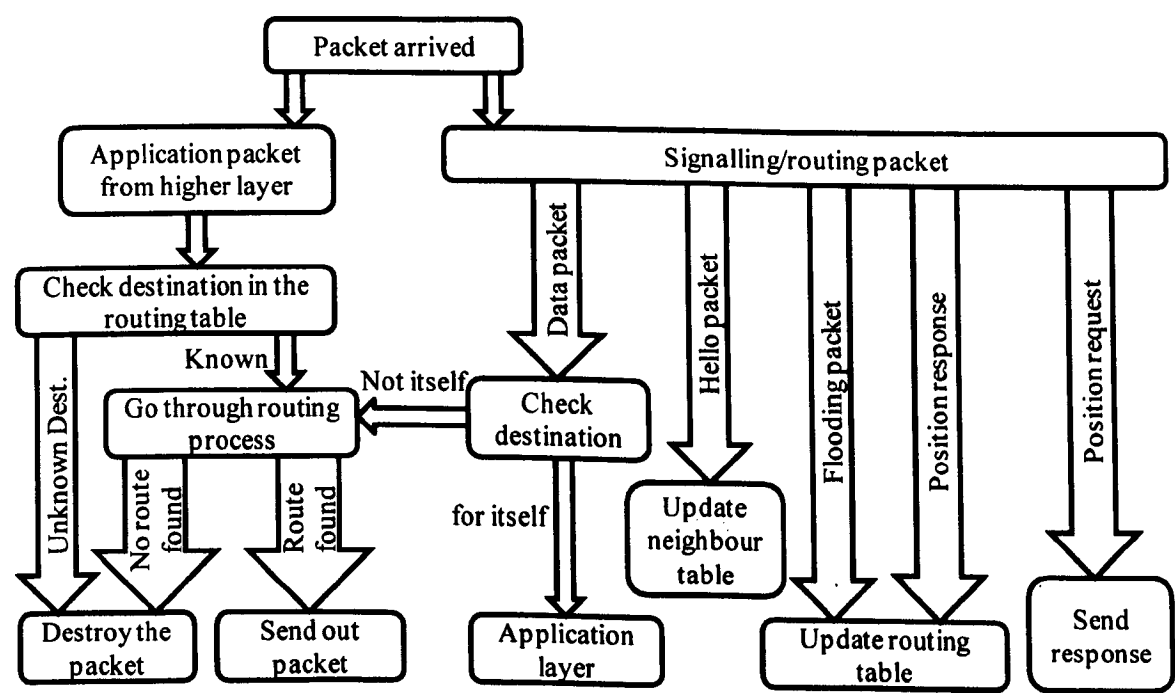 Packet arrived
Application packet
from higher layer
Signalling/routing packet
Check destination in the
routing table
Data packet
Hello packet
Flooding packet
Position response
Position request
Known
Not itself
Unknown Dest.
Go through routing
process
Check
destination
No route
found
Route
found
for itself
Update
neighbour
table
Destroy the
packet
Send out
packet
Application
layer
Update routing
table
Send
response